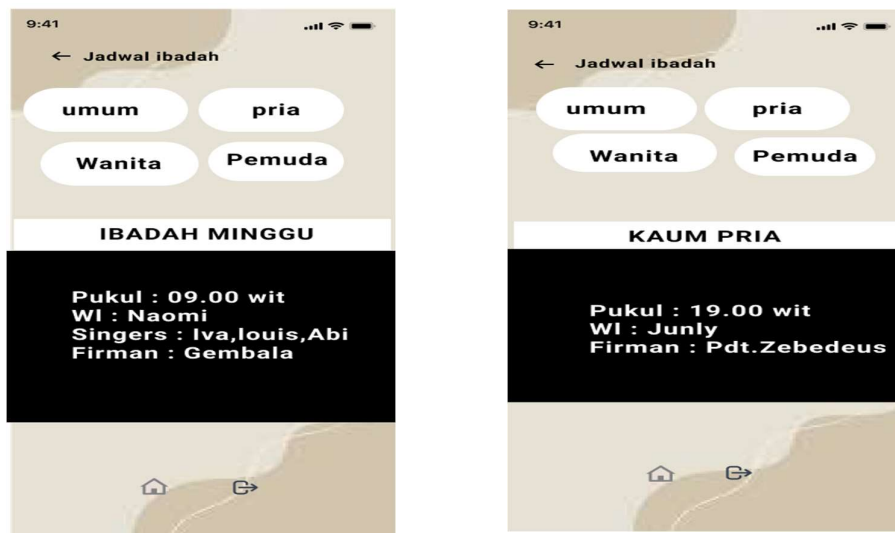 9:41
← Jadwal ibadah
umum pria
Wanita Pemuda
IBADAH MINGGU
Pukul : 09.00 wit
Wl : Naomi
Singers : Iva,louis,Abi
Firman : Gembala
9:41
← Jadwal ibadah
umum pria
Wanita Pemuda
KAUM PRIA
Pukul : 19.00 wit
Wl : Junly
Firman : Pdt.Zebedeus